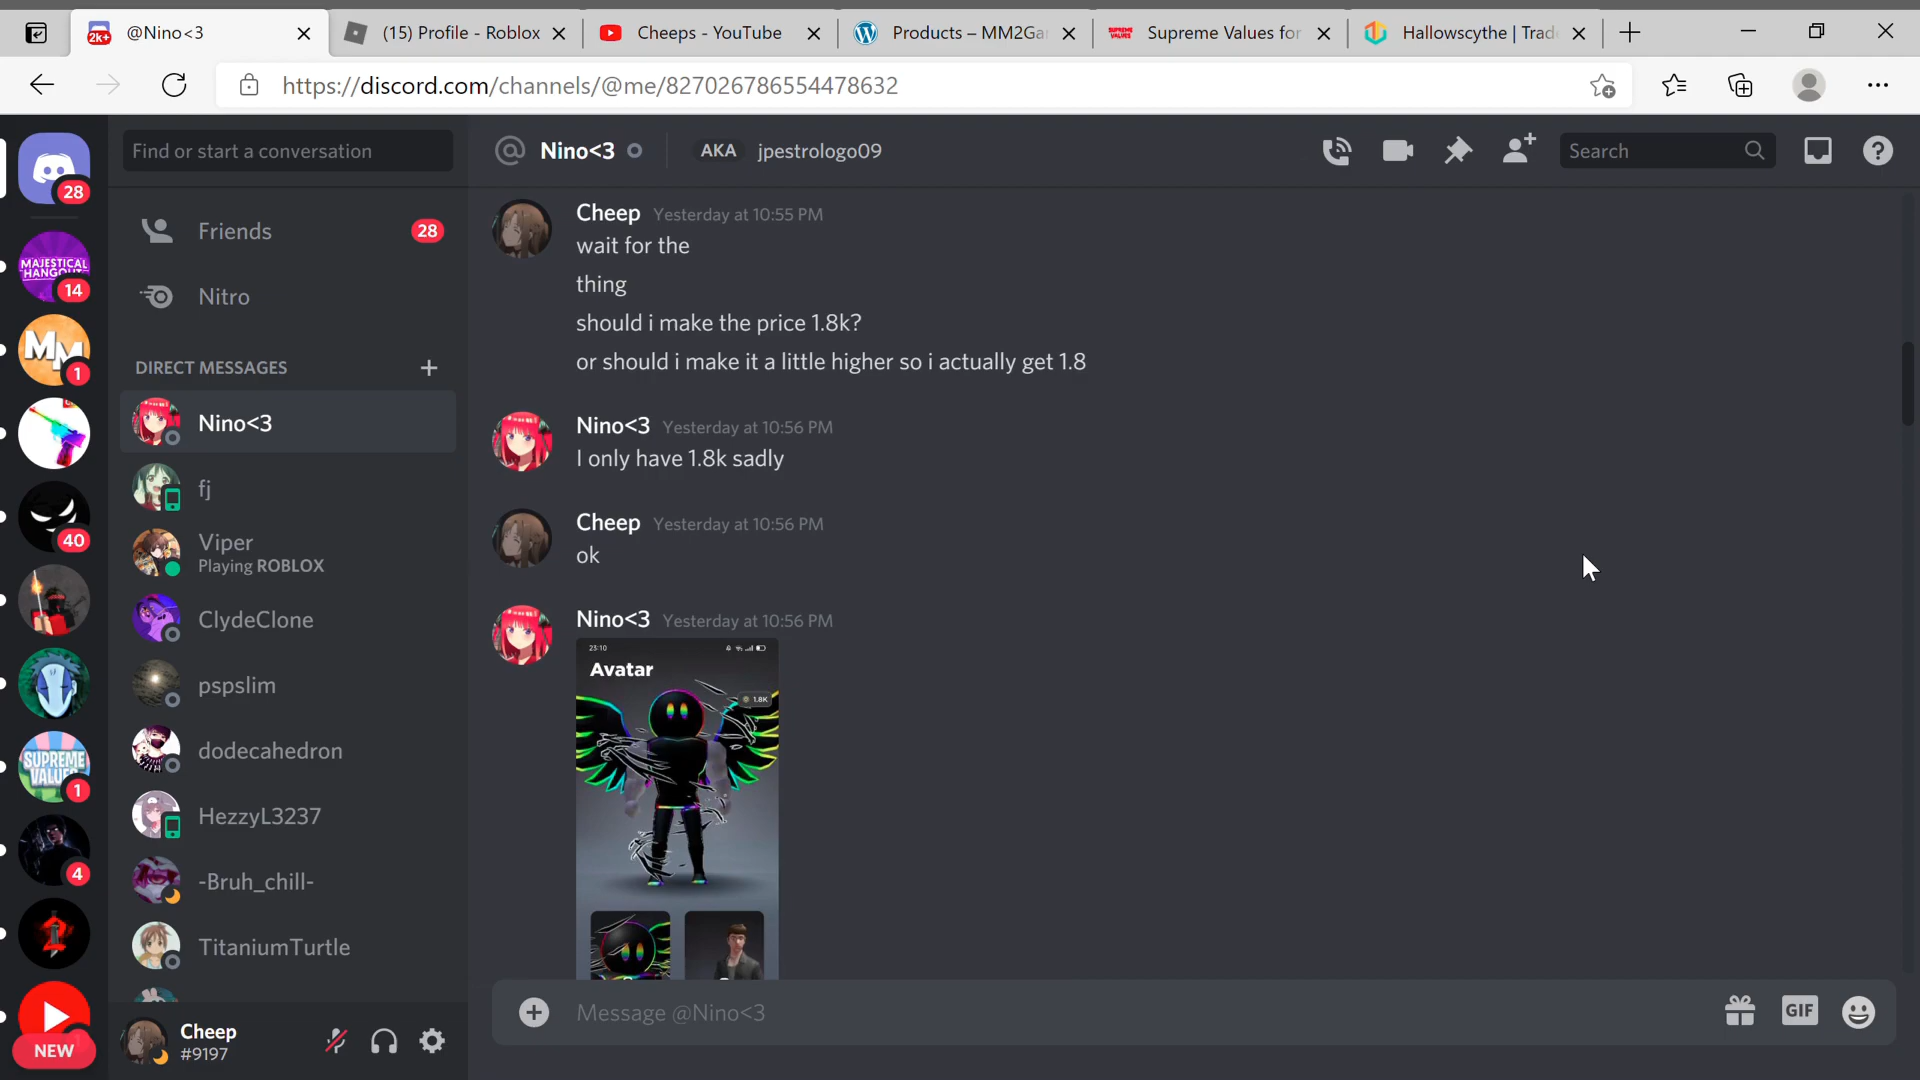 @Nino<3
2k+
(15) Profile - Roblox
Cheeps - YouTube
Products – MM2Ga
Supreme Values for
Hallowscythe | Trad
https://discord.com/channels/@me/827026786554478632
Find or start a conversation
Nino<3
AKA
jpestrologo09
Search
28
MAJESTICAL
HANGOUT
14
MM
1
40
SUPREME
VALUES
1
4
NEW
Friends
28
Nitro
DIRECT MESSAGES
Nino<3
fj
Viper
Playing ROBLOX
ClydeClone
pspslim
dodecahedron
HezzyL3237
-Bruh_chill-
TitaniumTurtle
Cheep
#9197
Cheep Yesterday at 10:55 PM
wait for the
thing
should i make the price 1.8k?
or should i make it a little higher so i actually get 1.8
Nino<3 Yesterday at 10:56 PM
I only have 1.8k sadly
Cheep Yesterday at 10:56 PM
ok
Nino<3 Yesterday at 10:56 PM
23:10
Avatar
1.8K
Message @Nino<3
GIF